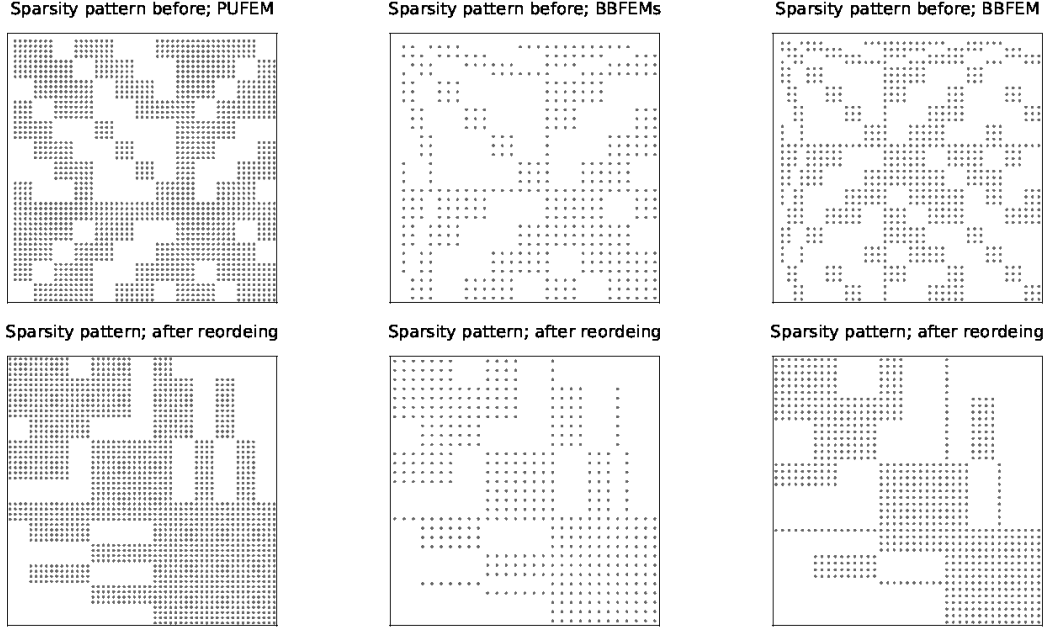 Sparsity pattern before; PUFEM
Sparsity pattern before; BBFEMs
Sparsity pattern before; BBFEM
Sparsity pattern; after reordeing
Sparsity pattern; after reordeing
Sparsity pattern; after reordeing